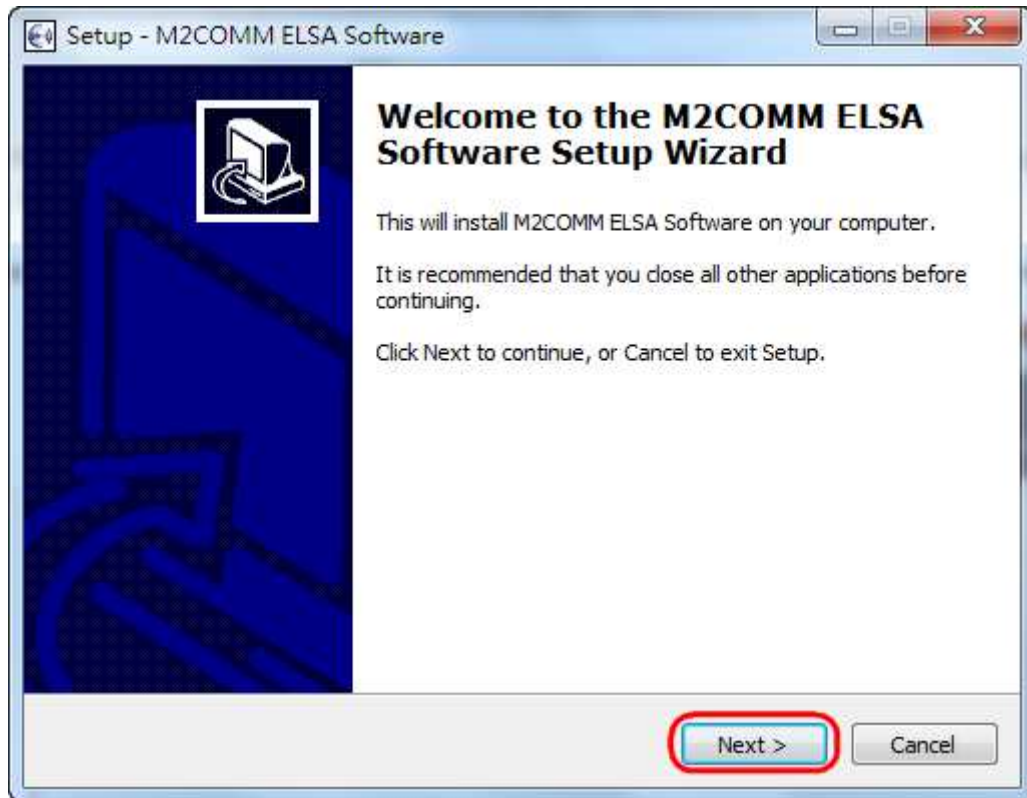 Setup - M2COMM ELSA Software
Welcome to the M2COMM ELSA
Software Setup Wizard
This will install M2COMM ELSA Software on your computer.
It is recommended that you close all other applications before
continuing.
Click Next to continue, or Cancel to exit Setup.
Next >
Cancel